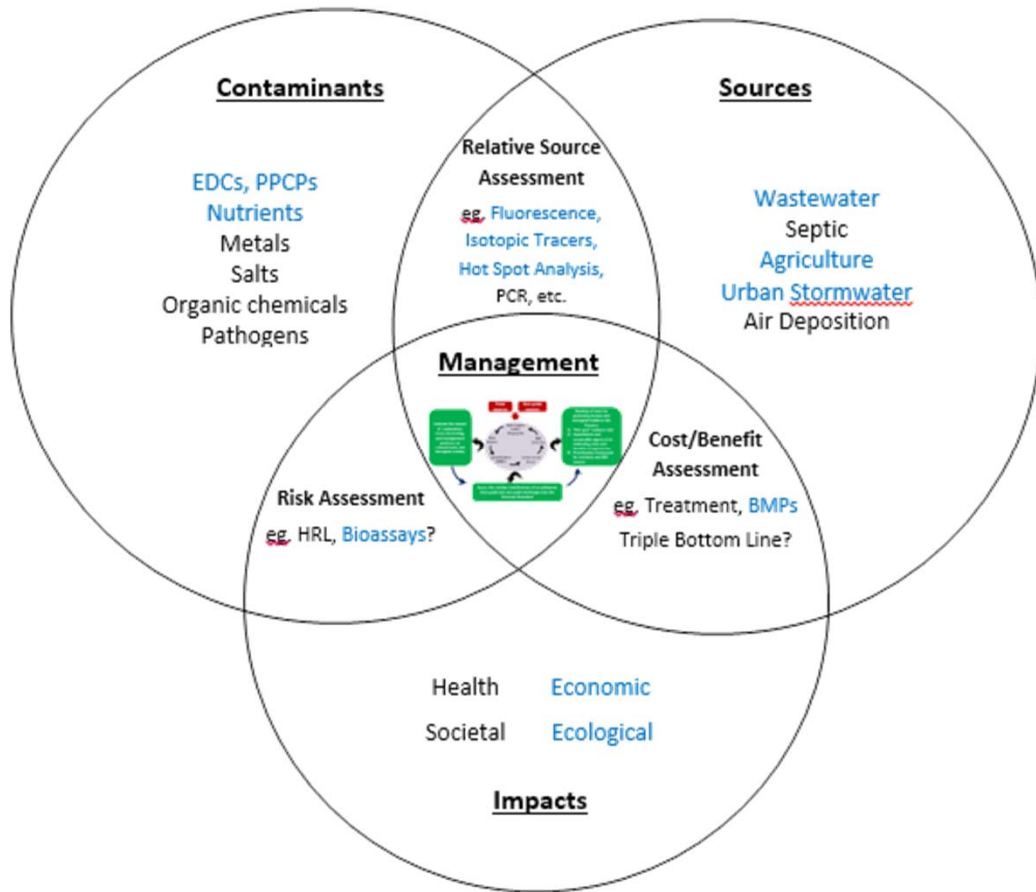 Contaminants
EDCs, PPCPs
Nutrients
Metals
Salts
Organic chemicals
Pathogens
Relative Source
Assessment
eg. Fluorescence,
Isotopic Tracers,
Hot Spot Analysis,
PCR, etc.
Sources
Wastewater
Septic
Agriculture
Urban Stormwater
Air Deposition
Management
Risk Assessment
eg. HRL, Bioassays?
Cost/Benefit
Assessment
eg. Treatment, BMPs
Triple Bottom Line?
Health Economic
Societal Ecological
Impacts